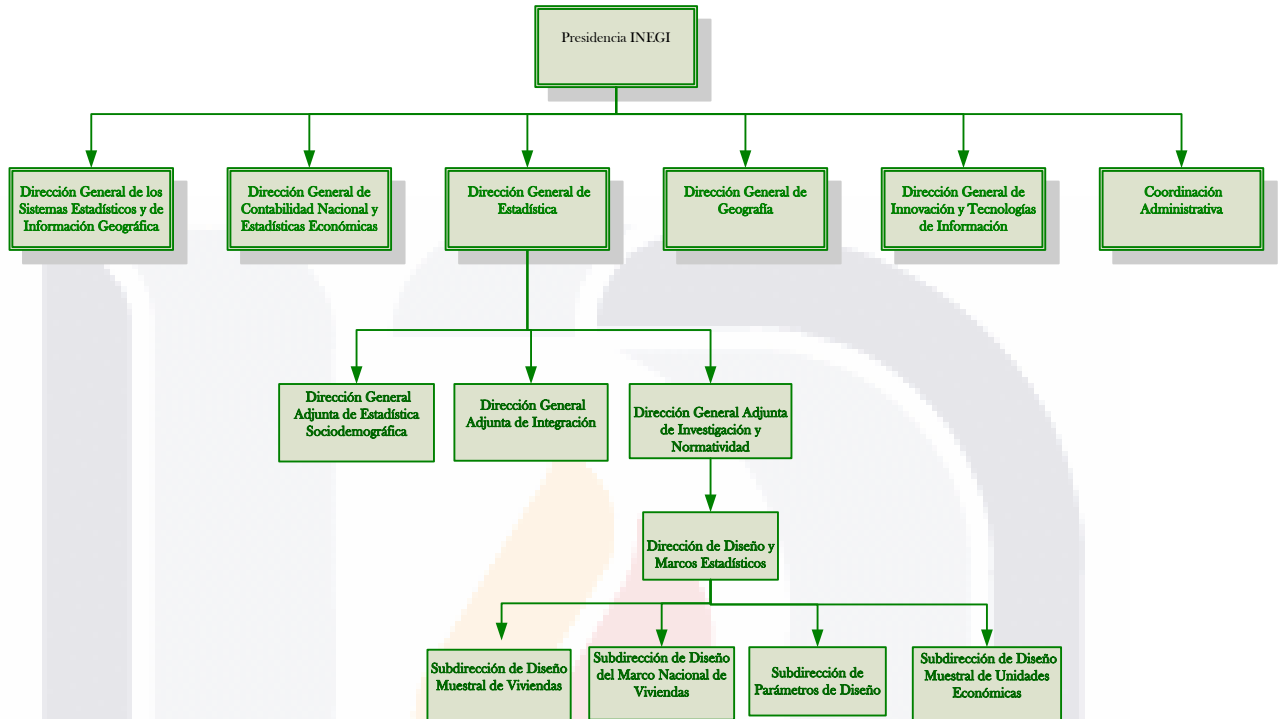 Presidencia INEGI
Dirección General de los
Sistemas Estadísticos y de
Información Geográfica
Dirección General de
Contabilidad Nacional y
Estadísticas Económicas
Dirección General de
Estadística
Dirección General de
Geografía
Dirección General de
Innovación y Tecnologías
de Información
Coordinación
Administrativa
Dirección General
Adjunta de Estadística
Sociodemográfica
Dirección General
Adjunta de Integración
Dirección General Adjunta
de Investigación y
Normatividad
Dirección de Diseño y
Marcos Estadísticos
Subdirección de Diseño
Muestral de Viviendas
Subdirección de Diseño
del Marco Nacional de
Viviendas
Subdirección de
Parámetros de Diseño
Subdirección de Diseño
Muestral de Unidades
Económicas